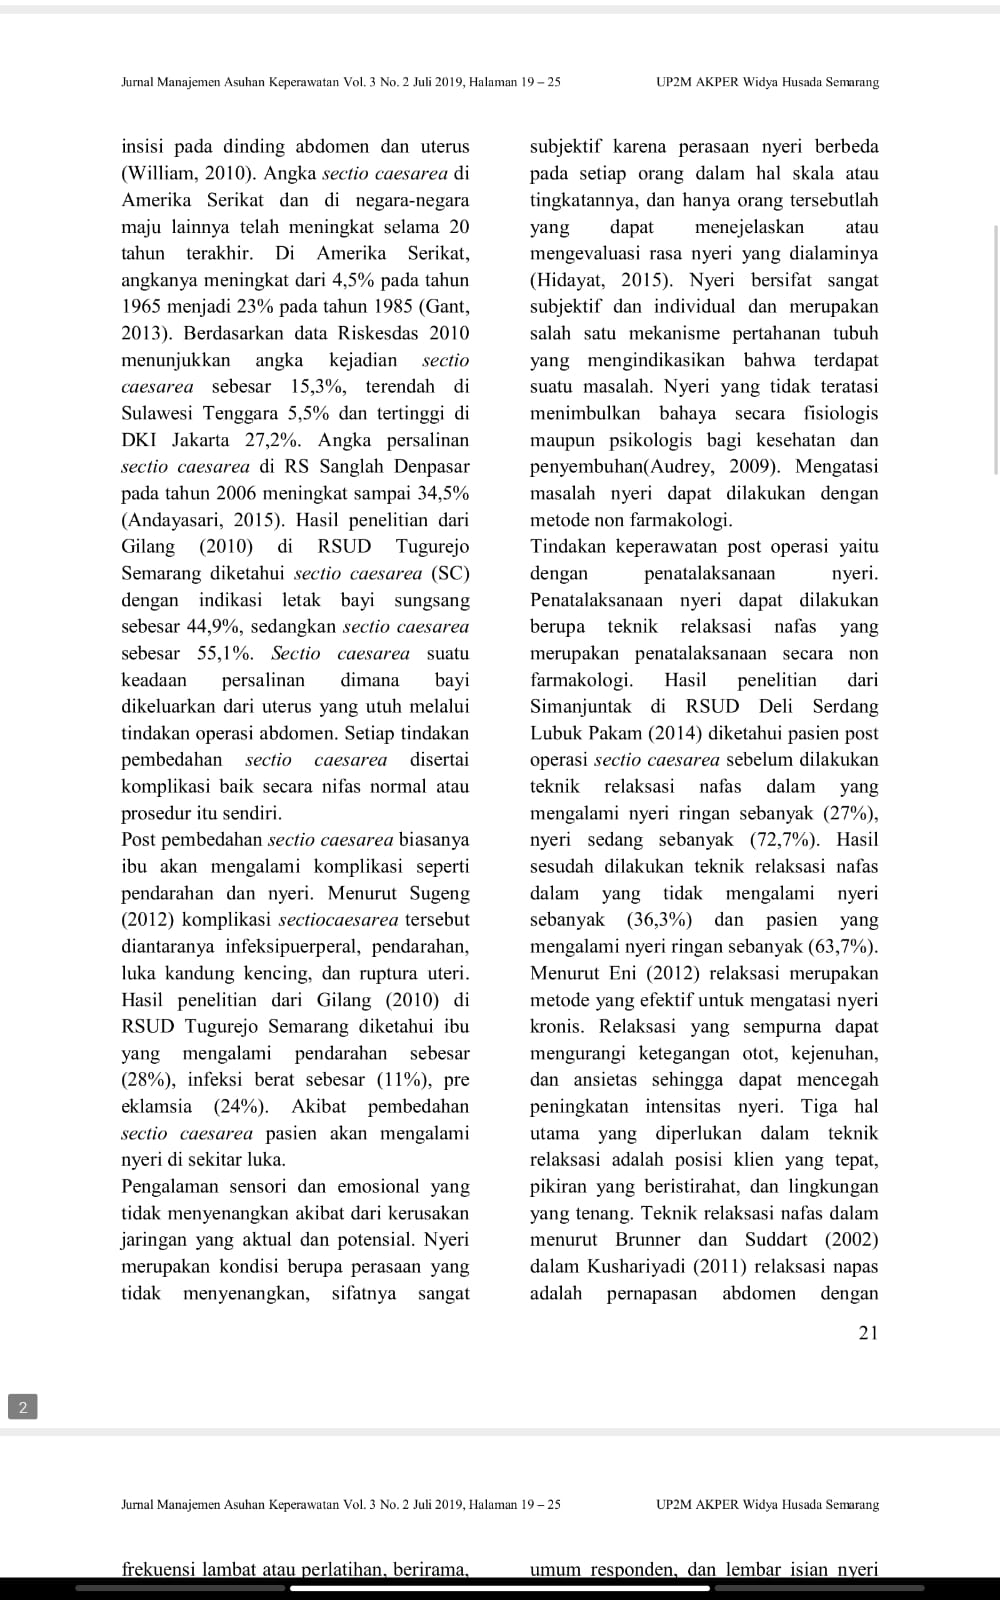 Jurnal Manajemen Asuhan Keperawatan Vol. 3 No. 2 Juli 2019, Halaman 19 – 25 UP2M AKPER Widya Husada Semarang
insisi pada dinding abdomen dan uterus
(William, 2010). Angka sectio caesarea di
Amerika Serikat dan di negara-negara
maju lainnya telah meningkat selama 20
tahun terakhir. Di Amerika Serikat,
angkanya meningkat dari 4,5% pada tahun
1965 menjadi 23% pada tahun 1985 (Gant,
2013). Berdasarkan data Riskesdas 2010
menunjukkan angka kejadian sectio
caesarea sebesar 15,3%, terendah di
Sulawesi Tenggara 5,5% dan tertinggi di
DKI Jakarta 27,2%. Angka persalinan
sectio caesarea di RS Sanglah Denpasar
pada tahun 2006 meningkat sampai 34,5%
(Andayasari, 2015). Hasil penelitian dari
Gilang (2010) di RSUD Tugurejo
Semarang diketahui sectio caesarea (SC)
dengan indikasi letak bayi sungsang
sebesar 44,9%, sedangkan sectio caesarea
sebesar 55,1%. Sectio caesarea suatu
keadaan persalinan dimana bayi
dikeluarkan dari uterus yang utuh melalui
tindakan operasi abdomen. Setiap tindakan
pembedahan sectio caesarea disertai
komplikasi baik secara nifas normal atau
prosedur itu sendiri.
Post pembedahan sectio caesarea biasanya
ibu akan mengalami komplikasi seperti
pendarahan dan nyeri. Menurut Sugeng
(2012) komplikasi sectiocaesarea tersebut
diantaranya infeksipuerperal, pendarahan,
luka kandung kencing, dan ruptura uteri.
Hasil penelitian dari Gilang (2010) di
RSUD Tugurejo Semarang diketahui ibu
yang mengalami pendarahan sebesar
(28%), infeksi berat sebesar (11%), pre
eklamsia (24%). Akibat pembedahan
sectio caesarea pasien akan mengalami
nyeri di sekitar luka.
Pengalaman sensori dan emosional yang
tidak menyenangkan akibat dari kerusakan
jaringan yang aktual dan potensial. Nyeri
merupakan kondisi berupa perasaan yang
tidak menyenangkan, sifatnya sangat
subjektif karena perasaan nyeri berbeda
pada setiap orang dalam hal skala atau
tingkatannya, dan hanya orang tersebutlah
yang dapat menejelaskan atau
mengevaluasi rasa nyeri yang dialaminya
(Hidayat, 2015). Nyeri bersifat sangat
subjektif dan individual dan merupakan
salah satu mekanisme pertahanan tubuh
yang mengindikasikan bahwa terdapat
suatu masalah. Nyeri yang tidak teratasi
menimbulkan bahaya secara fisiologis
maupun psikologis bagi kesehatan dan
penyembuhan(Audrey, 2009). Mengatasi
masalah nyeri dapat dilakukan dengan
metode non farmakologi.
Tindakan keperawatan post operasi yaitu
dengan penatalaksanaan nyeri.
Penatalaksanaan nyeri dapat dilakukan
berupa teknik relaksasi nafas yang
merupakan penatalaksanaan secara non
farmakologi. Hasil penelitian dari
Simanjuntak di RSUD Deli Serdang
Lubuk Pakam (2014) diketahui pasien post
operasi sectio caesarea sebelum dilakukan
teknik relaksasi nafas dalam yang
mengalami nyeri ringan sebanyak (27%),
nyeri sedang sebanyak (72,7%). Hasil
sesudah dilakukan teknik relaksasi nafas
dalam yang tidak mengalami nyeri
sebanyak (36,3%) dan pasien yang
mengalami nyeri ringan sebanyak (63,7%).
Menurut Eni (2012) relaksasi merupakan
metode yang efektif untuk mengatasi nyeri
kronis. Relaksasi yang sempurna dapat
mengurangi ketegangan otot, kejenuhan,
dan ansietas sehingga dapat mencegah
peningkatan intensitas nyeri. Tiga hal
utama yang diperlukan dalam teknik
relaksasi adalah posisi klien yang tepat,
pikiran yang beristirahat, dan lingkungan
yang tenang. Teknik relaksasi nafas dalam
menurut Brunner dan Suddart (2002)
dalam Kushariyadi (2011) relaksasi napas
adalah pernapasan abdomen dengan
21
2
Jurnal Manajemen Asuhan Keperawatan Vol. 3 No. 2 Juli 2019, Halaman 19 – 25 UP2M AKPER Widya Husada Semarang
frekuensi lambat atau perlatihan, berirama,
umum responden, dan lembar isian nyeri